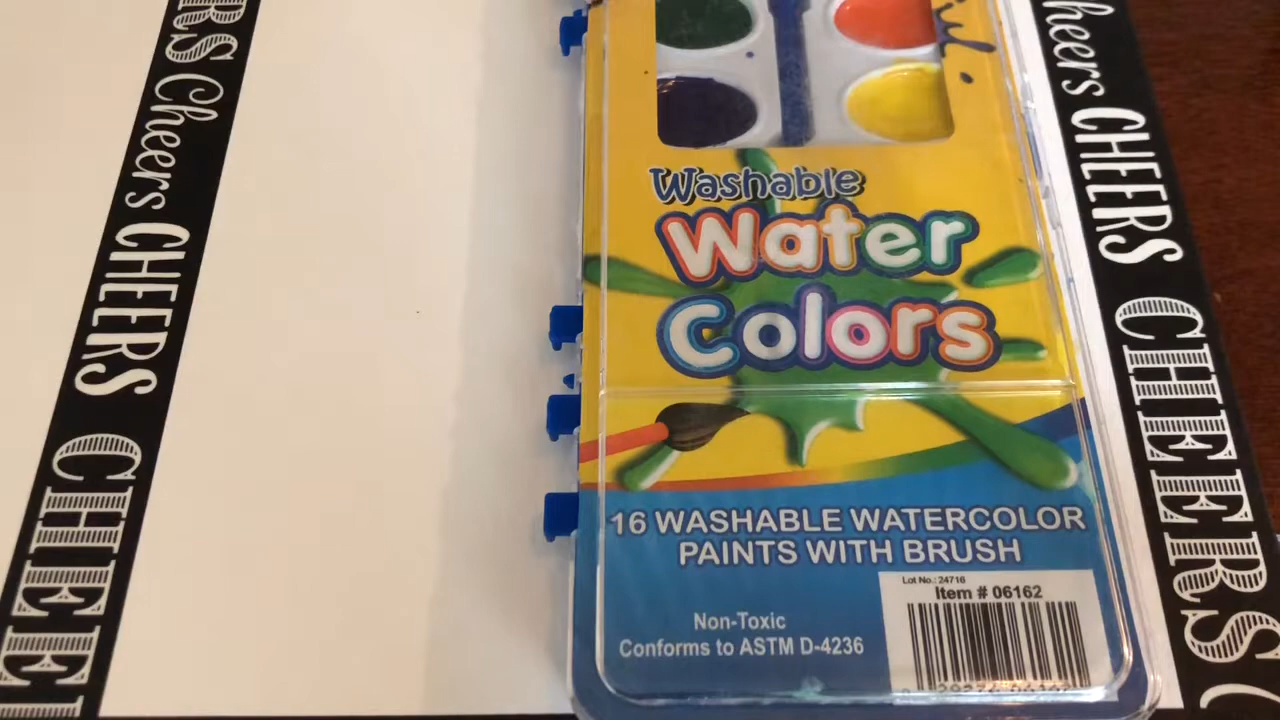 Cheers CHEERS CHEERS
Cheers CHEERS CHEERS
Washable
Water
Colors
16 WASHABLE WATERCOLOR
PAINTS WITH BRUSH
Non-Toxic
Conforms to ASTM D-4236
Lot No.: 24716
Item # 06162